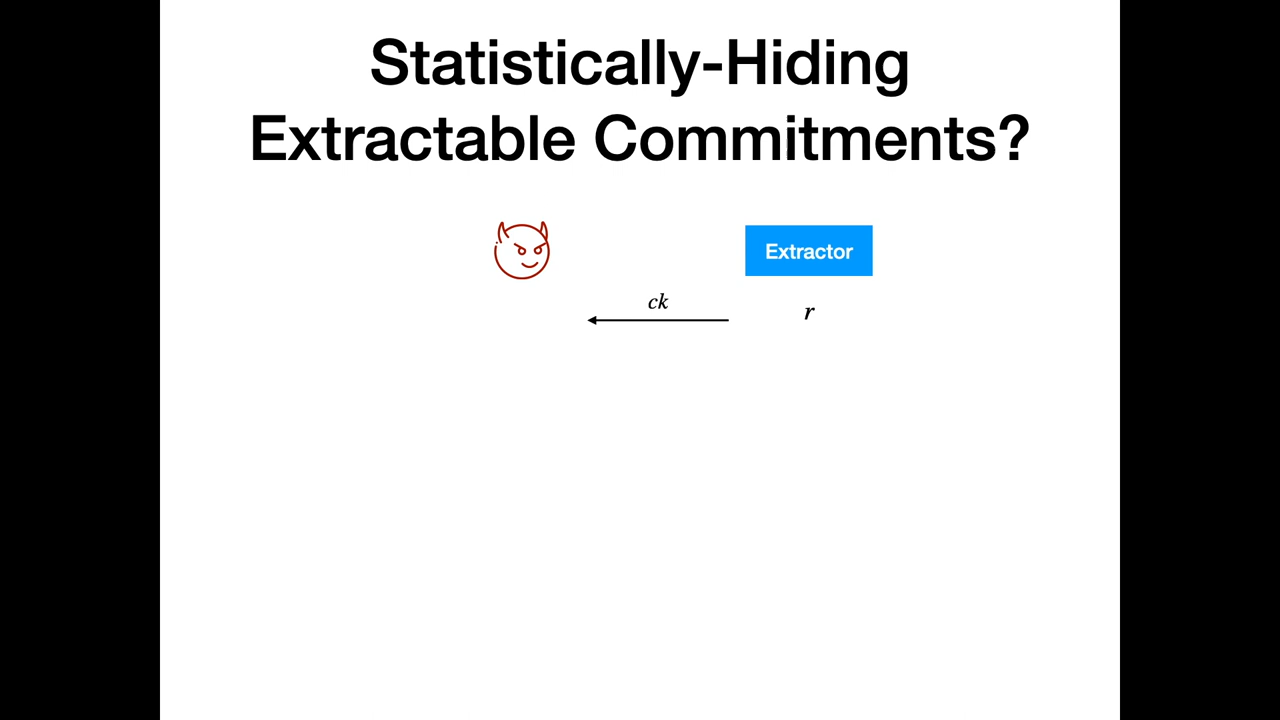 Statistically-Hiding
Extractable Commitments?
Extractor
ck
r